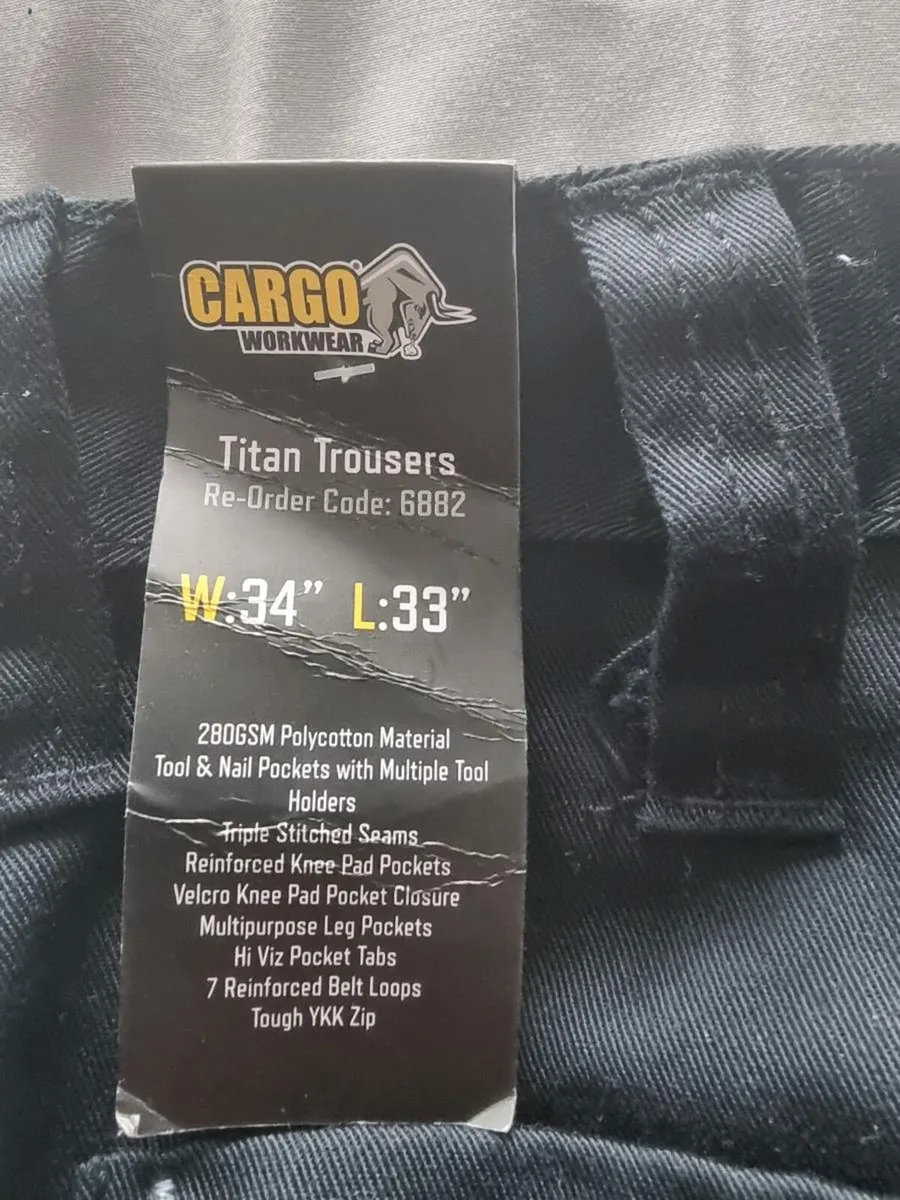 CARGO®
WORKWEAR
Titan Trousers
Re-Order Code: 6882
W:34” L:33”
280GSM Polycotton Material
Tool & Nail Pockets with Multiple Tool
Holders
Triple Stitched Seams
Reinforced Knee Pad Pockets
Velcro Knee Pad Pocket Closure
Multipurpose Leg Pockets
Hi Viz Pocket Tabs
7 Reinforced Belt Loops
Tough YKK Zip